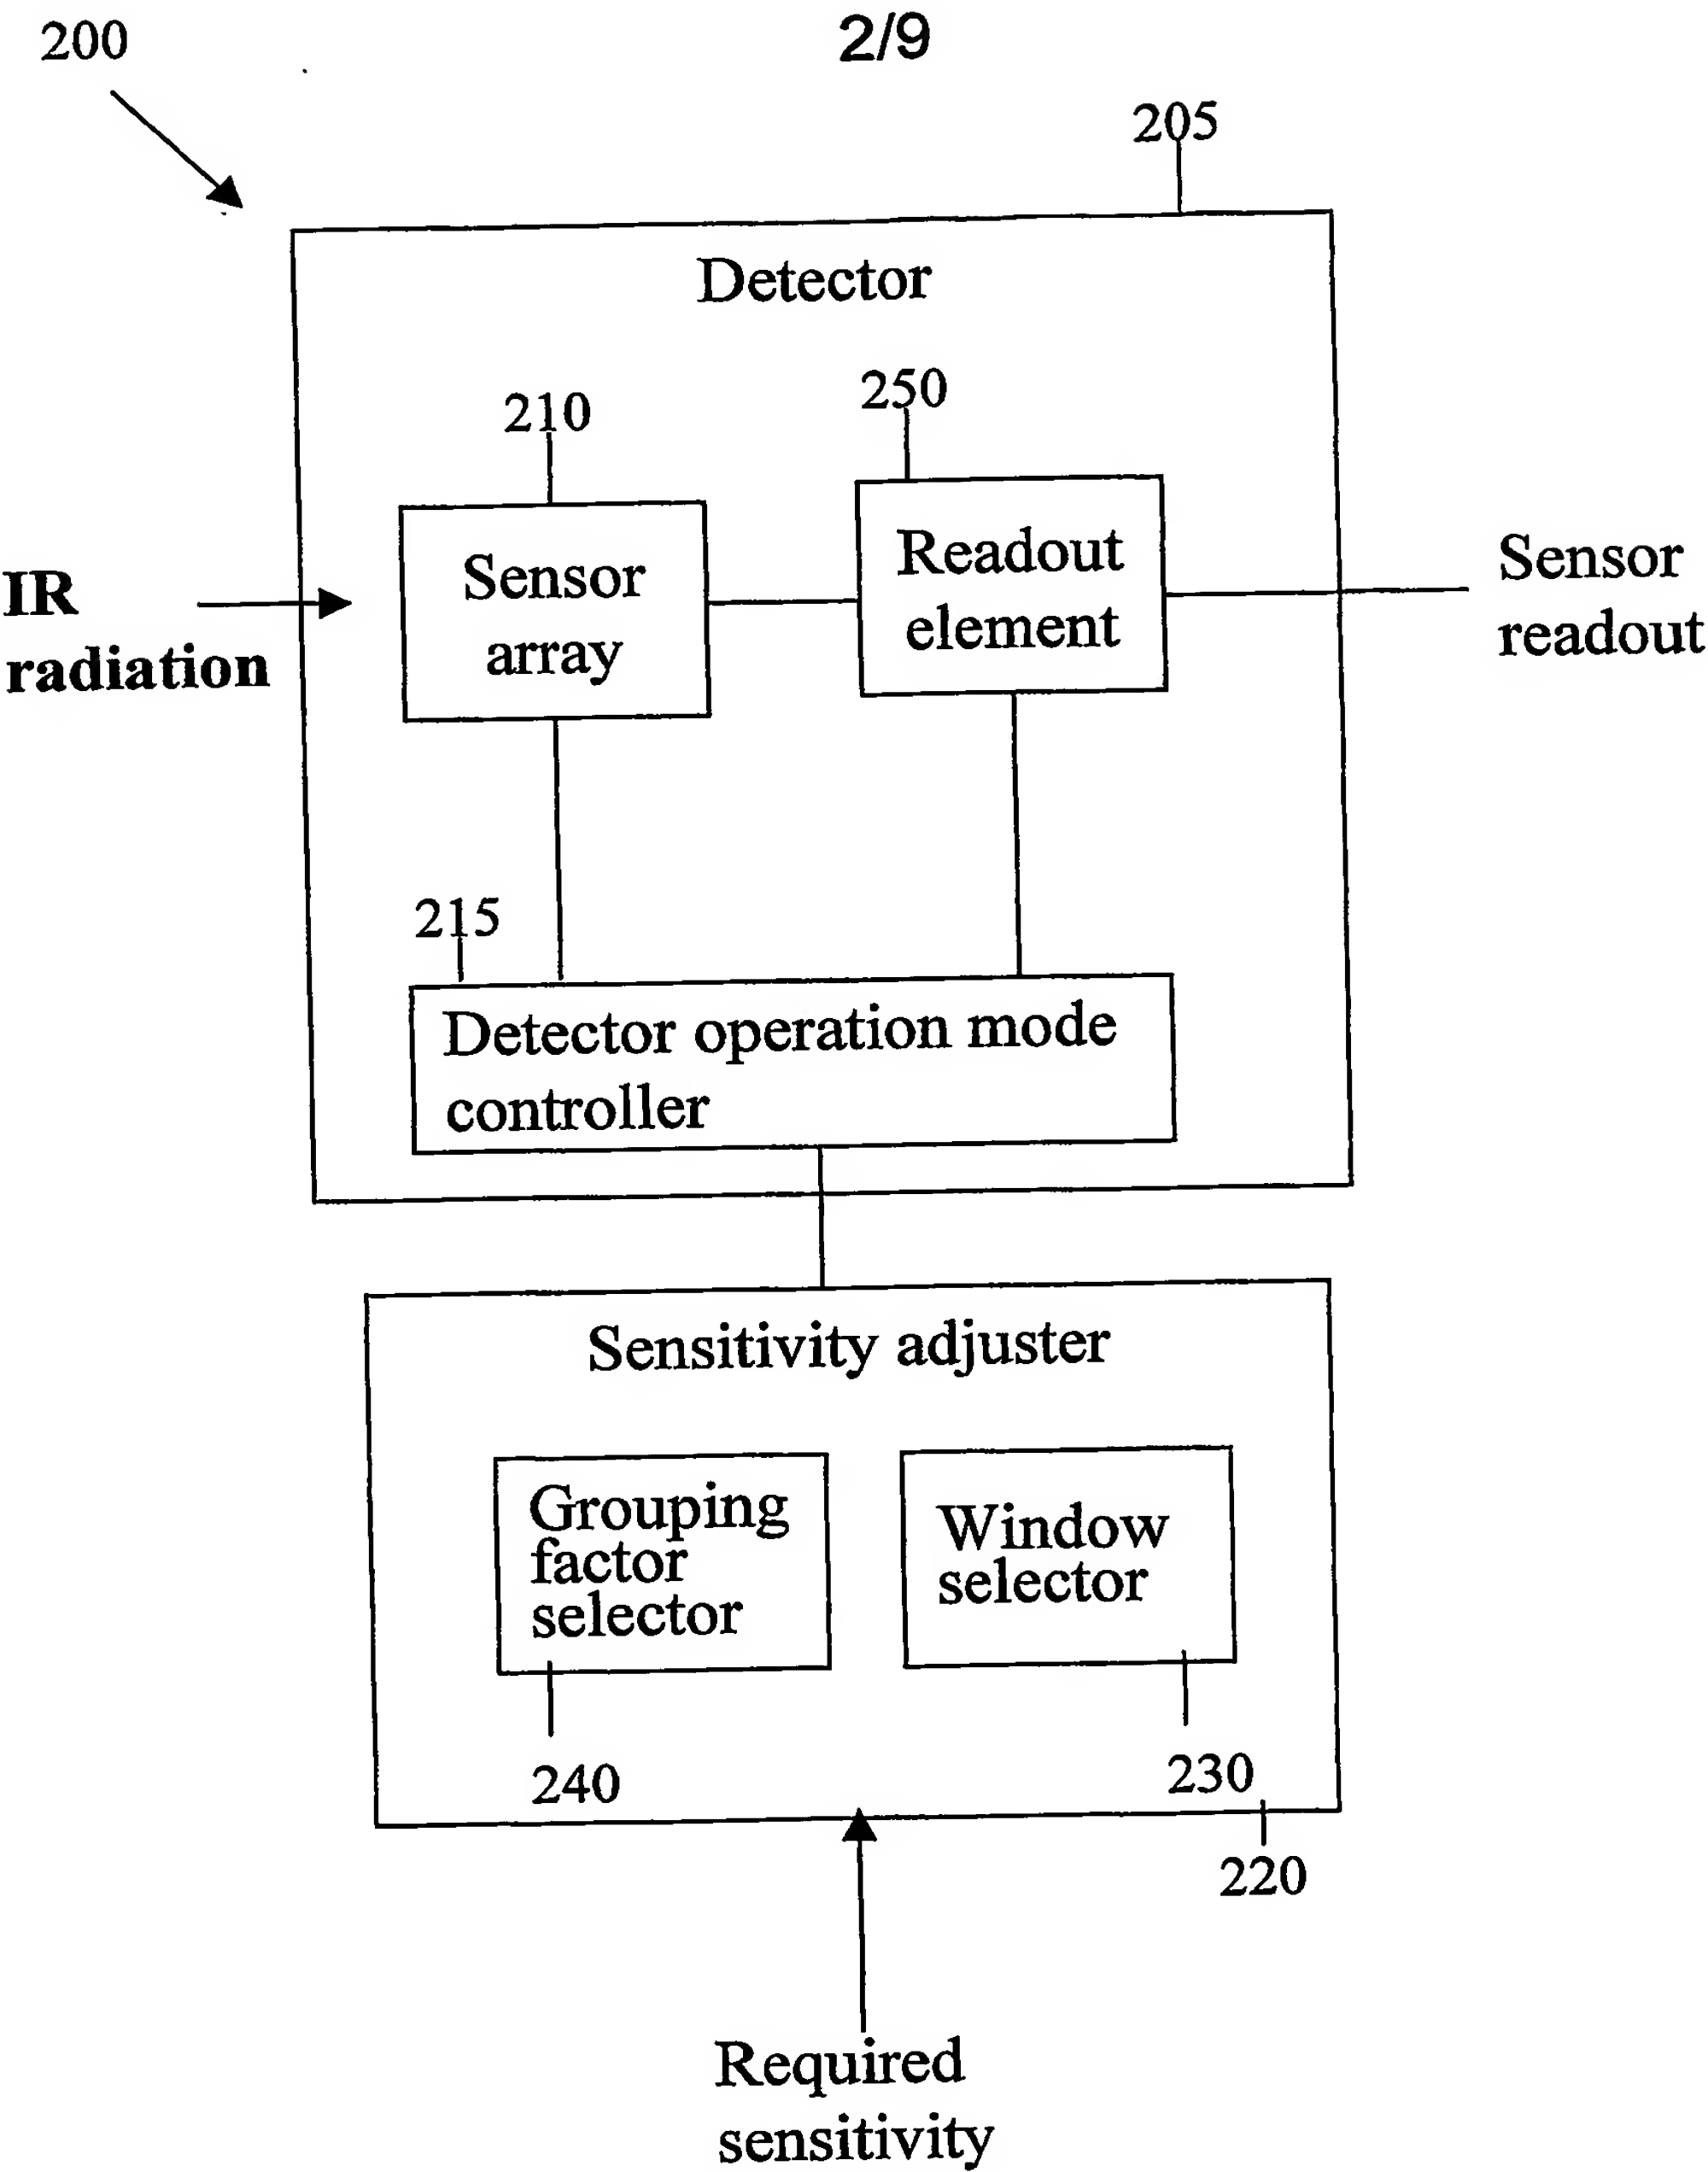 200
2/9
205
Detector
210
250
Sensor
array
Readout
element
IR
radiation
Sensor
readout
215
Detector operation mode
controller
Sensitivity adjuster
Grouping
factor
selector
Window
selector
240
230
220
Required
sensitivity